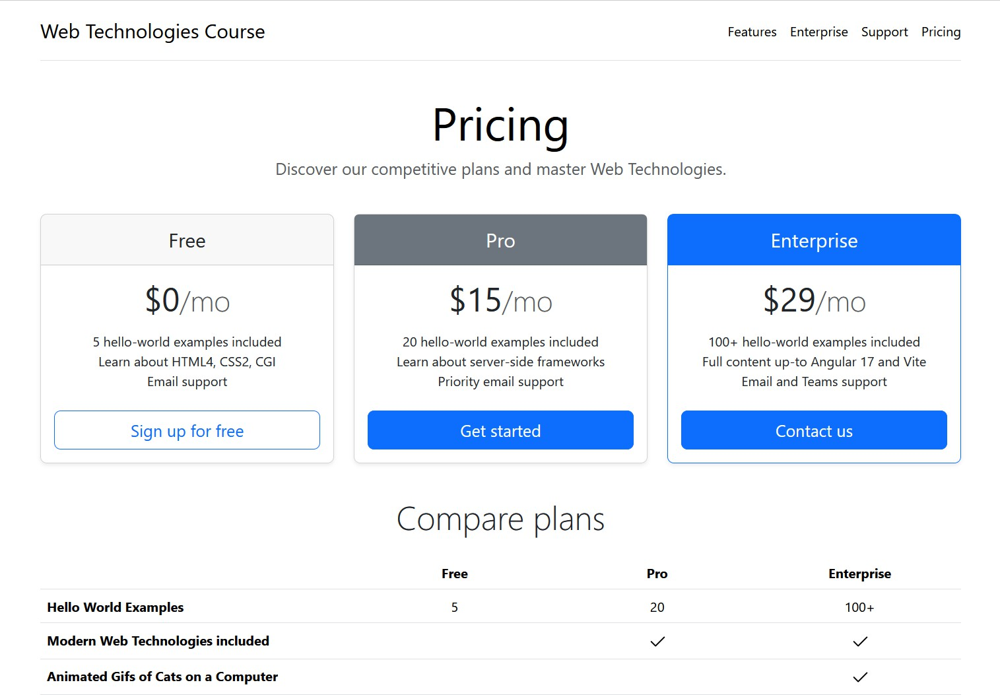 Web Technologies Course
Features Enterprise Support Pricing
Pricing
Discover our competitive plans and master Web Technologies.
Free
$0/mo
5 hello-world examples included
Learn about HTML4, CSS2, CGI
Email support
Sign up for free
Pro
$15/mo
20 hello-world examples included
Learn about server-side frameworks
Priority email support
Get started
Enterprise
$29/mo
100+ hello-world examples included
Full content up-to Angular 17 and Vite
Email and Teams support
Contact us
Compare plans
Free Pro Enterprise
Hello World Examples 5 20 100+
Modern Web Technologies included ✓ ✓
Animated Gifs of Cats on a Computer ✓